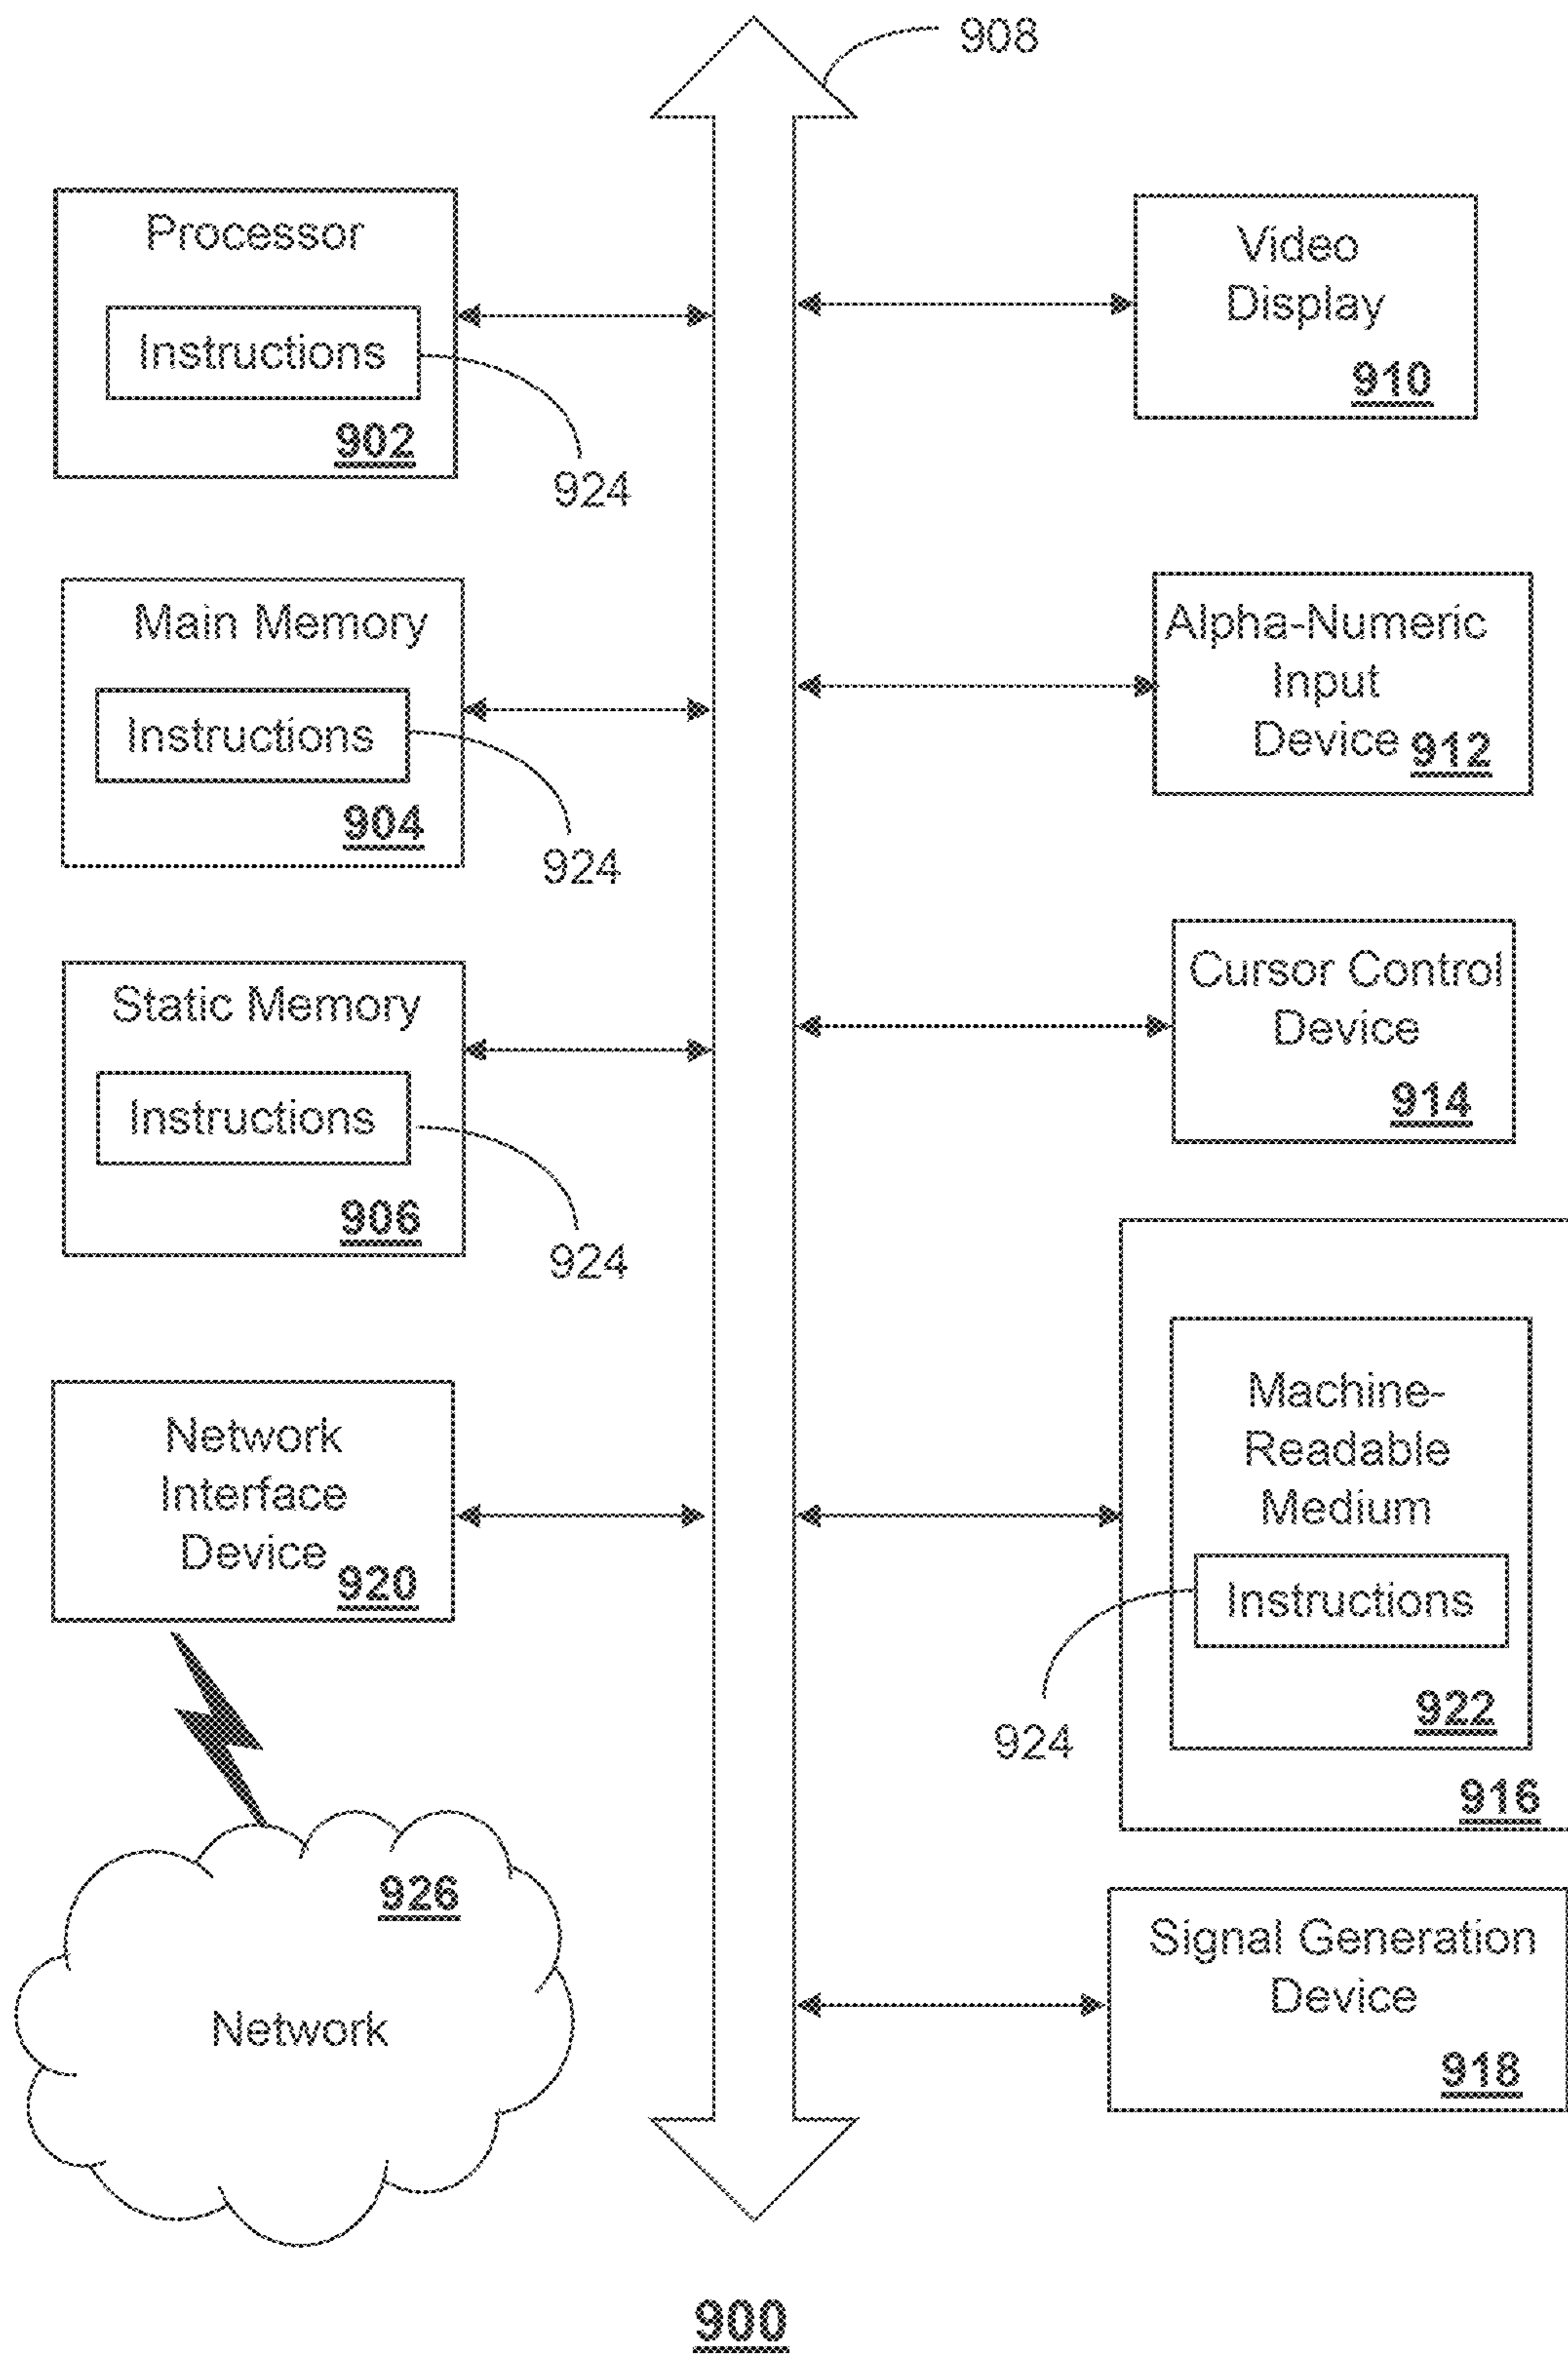 908
Processor
Instructions
902
924
Main Memory
Instructions
904
924
Static Memory
Instructions
906
924
Network
Interface
Device
920
926
Network
Video
Display
910
Alpha-Numeric
Input
Device 912
Cursor Control
Device
914
Machine-
Readable
Medium
Instructions
922
924
916
Signal Generation
Device
918
900